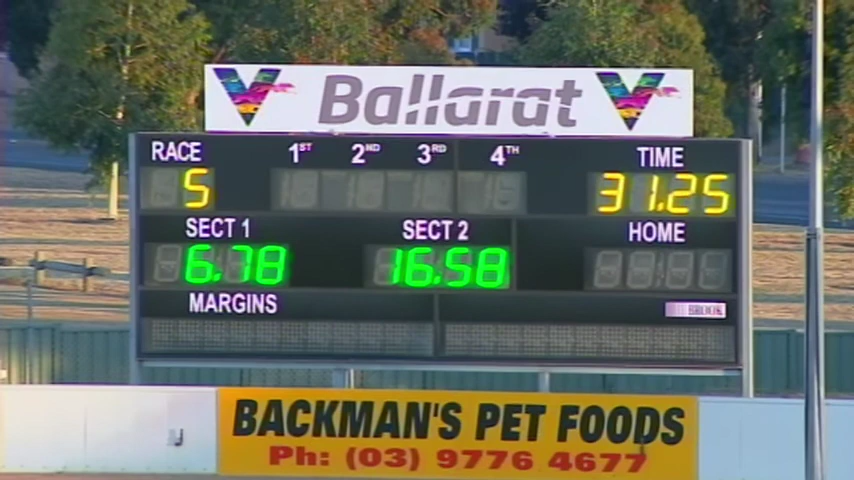 Ballarat
RACE 1ST 2ND 3RD 4TH TIME
5 31.25
SECT 1 SECT 2 HOME
6.78 16.58
MARGINS
BACKMAN'S PET FOODS
Ph: (03) 9776 4677